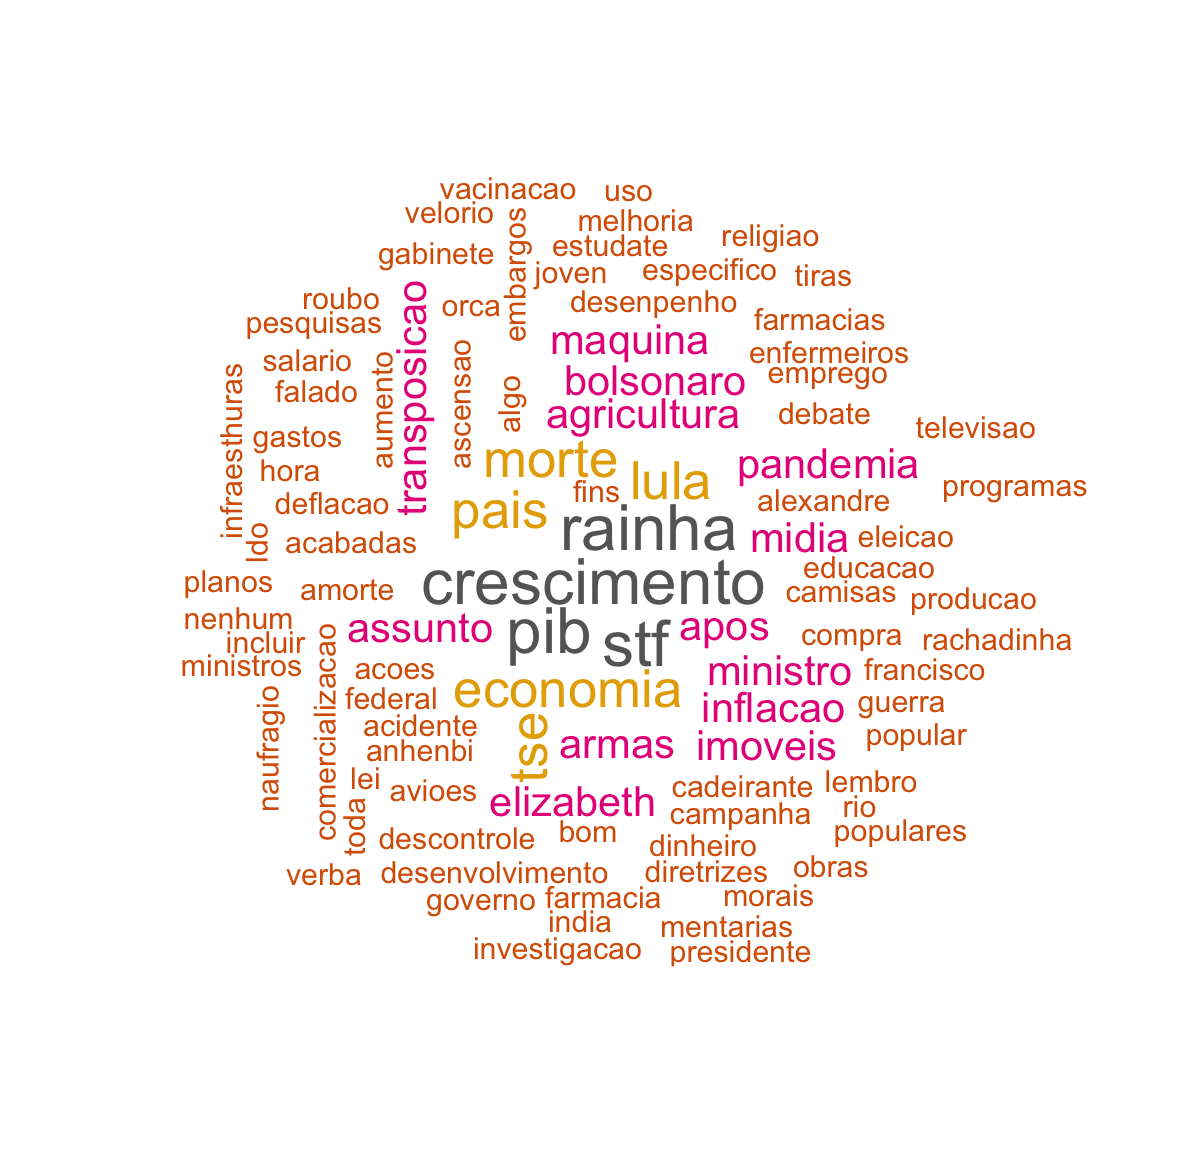 vacinacao
uso
velorio
melhoria
embargos
religiao
gabinete
estudate
joven
especifico
tiras
roubo
transposicao
orca
desenpenho
pesquisas
farmacias
maquina
enfermeiros
salario
aumento
ascensao
bolsonaro
emprego
falado
algo
agricultura
debate
infraesthuras
gastos
televisao
morte
pandemia
hora
lula
fins
programas
deflacao
pais
alexandre
rainha
ldo
acabadas
midia
eleicao
planos
amorte
crescimento
educacao
camisas
producao
nenhum
assunto
pib
stf
apos
compra
rachadinha
incluir
ministros
comercializacao
acoes
ministro
francisco
federal
economia
inflacao
guerra
naufragio
acidente
tse
armas
imoveis
popular
anhenbi
lei
avioes
elizabeth
cadeirante
lembro
toda
campanha
rio
descontrole
bom
dinheiro
populares
verba
desenvolvimento
diretrizes
obras
governo
farmacia
morais
india
mentarias
investigacao
presidente